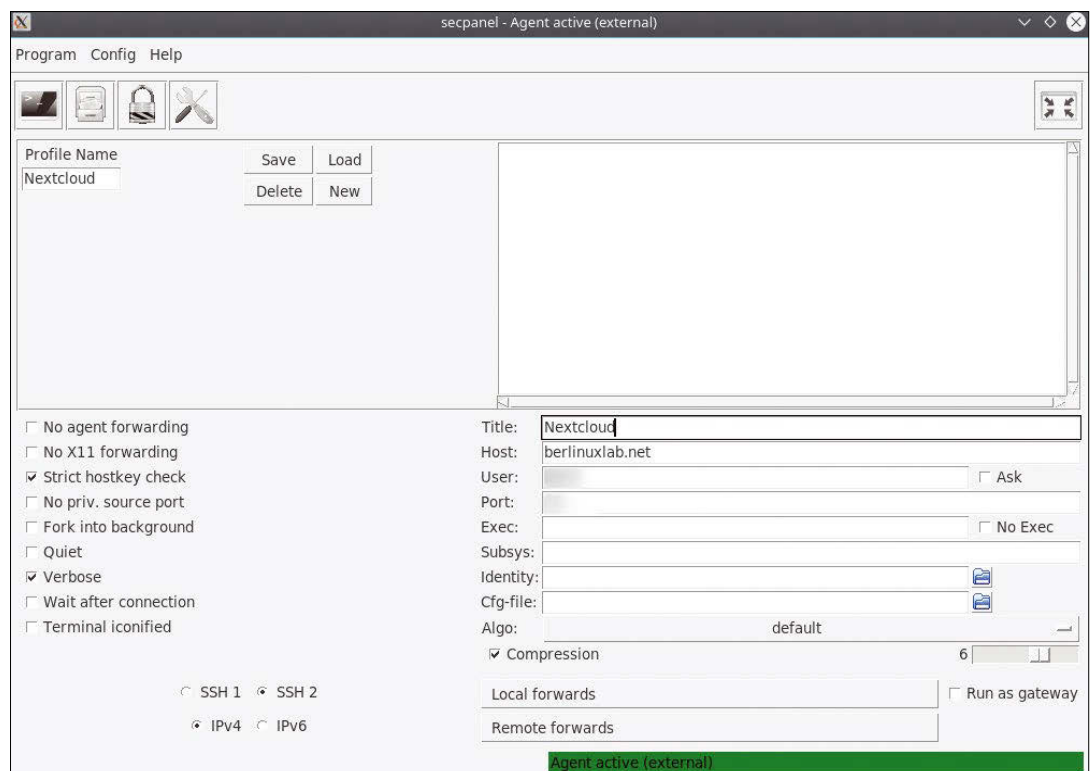 secpanel - Agent active (external)
Program Config Help
Profile Name
Nextcloud
Save Load
Delete New
No agent forwarding
No X11 forwarding
Strict hostkey check
No priv. source port
Fork into background
Quiet
Verbose
Wait after connection
Terminal iconified
SSH 1 SSH 2
IPv4 IPv6
Title: Nextcloud
Host: berlinuxlab.net
User: Ask
Port:
Exec: No Exec
Subsys:
Identity:
Cfg-file:
Algo: default
Compression 6
Local forwards Run as gateway
Remote forwards
Agent active (external)